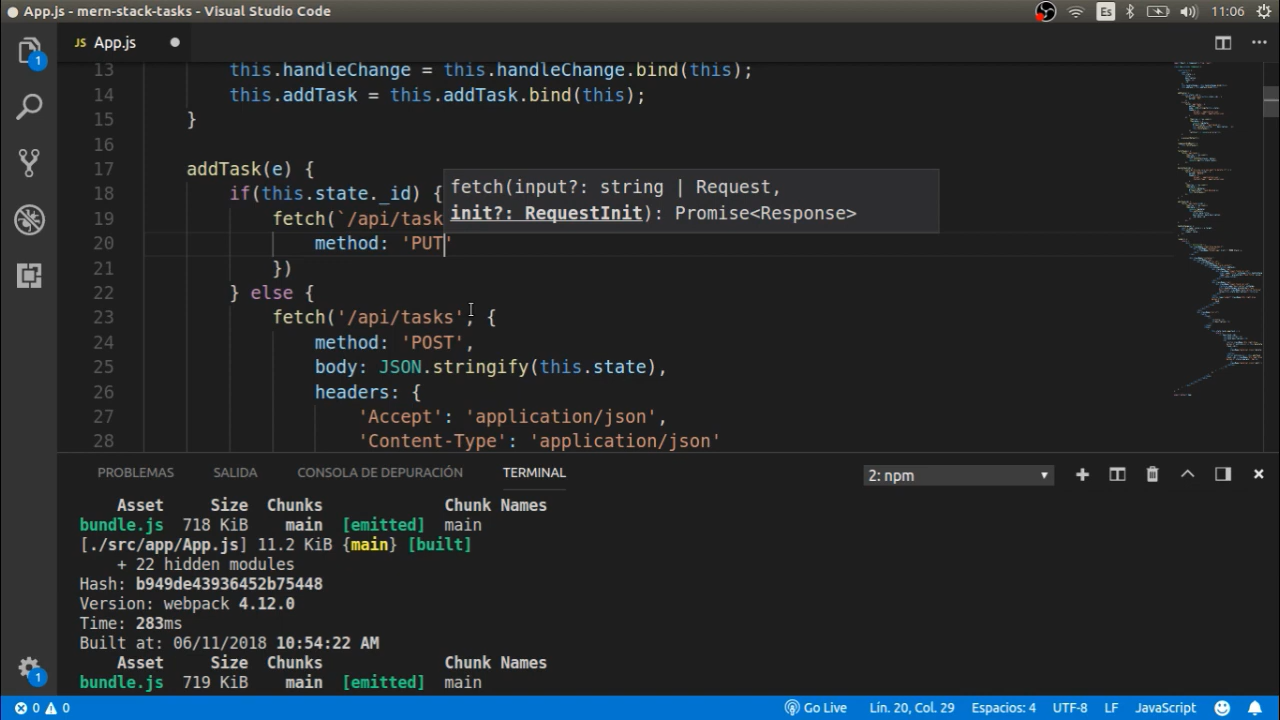 App.js - mern-stack-tasks - Visual Studio Code
Es
11:06
1
JS App.js
13 this.handleChange = this.handleChange.bind(this);
14 this.addTask = this.addTask.bind(this);
15 }
16
17 addTask(e) {
18 if(this.state._id) {
fetch(input?: string | Request,
init?: RequestInit): Promise<Response>
19 fetch(`/api/task
20 method: 'PUT'
21 })
22 } else {
23 fetch('/api/tasks', {
24 method: 'POST',
25 body: JSON.stringify(this.state),
26 headers: {
27 'Accept': 'application/json',
28 'Content-Type': 'application/json'
PROBLEMAS SALIDA CONSOLA DE DEPURACIÓN TERMINAL 2: npm
Asset Size Chunks Chunk Names
bundle.js 718 KiB main [emitted] main
[./src/app/App.js] 11.2 KiB {main} [built]
+ 22 hidden modules
Hash: b949de43936452b75448
Version: webpack 4.12.0
Time: 283ms
Built at: 06/11/2018 10:54:22 AM
Asset Size Chunks Chunk Names
bundle.js 719 KiB main [emitted] main
1
0 0 Go Live Lín. 20, Col. 29 Espacios: 4 UTF-8 LF JavaScript